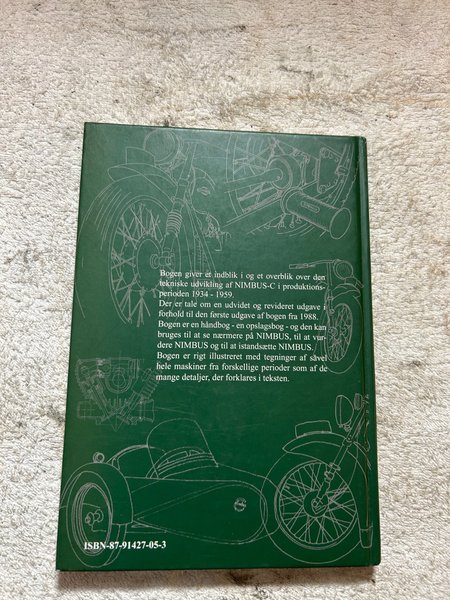 Bogen giver et indblik i og et overblik over den
tekniske udvikling af NIMBUS-C i produktions-
perioden 1934 - 1959.
Der er tale om en udvidet og revideret udgave i
forhold til den første udgave af bogen fra 1988.
Bogen er en håndbog - en opslagsbog - og den kan
bruges til at se nærmere på NIMBUS, til at vur-
dere NIMBUS og til at istandsætte NIMBUS.
Bogen er rigt illustreret med tegninger af såvel
hele maskiner fra forskellige perioder som af de
mange detaljer, der forklares i teksten.
ISBN-87-91427-05-3